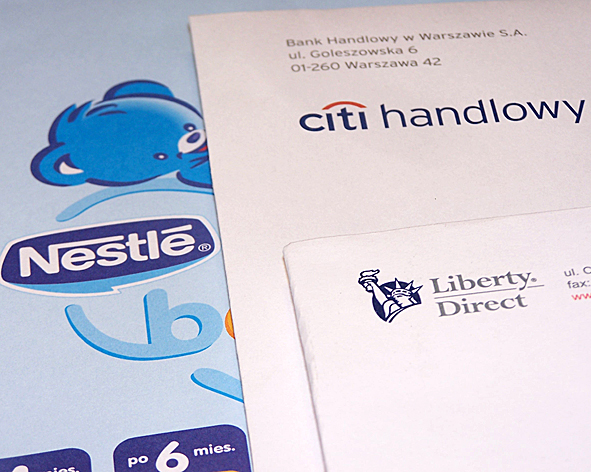 Bank Handlowy w Warszawie S.A.
ul. Goleszowska 6
01-260 Warszawa 42
citi handlowy
Nestlé®
Liberty®
Direct
ul.
fax:
po 6 mies.
mies.